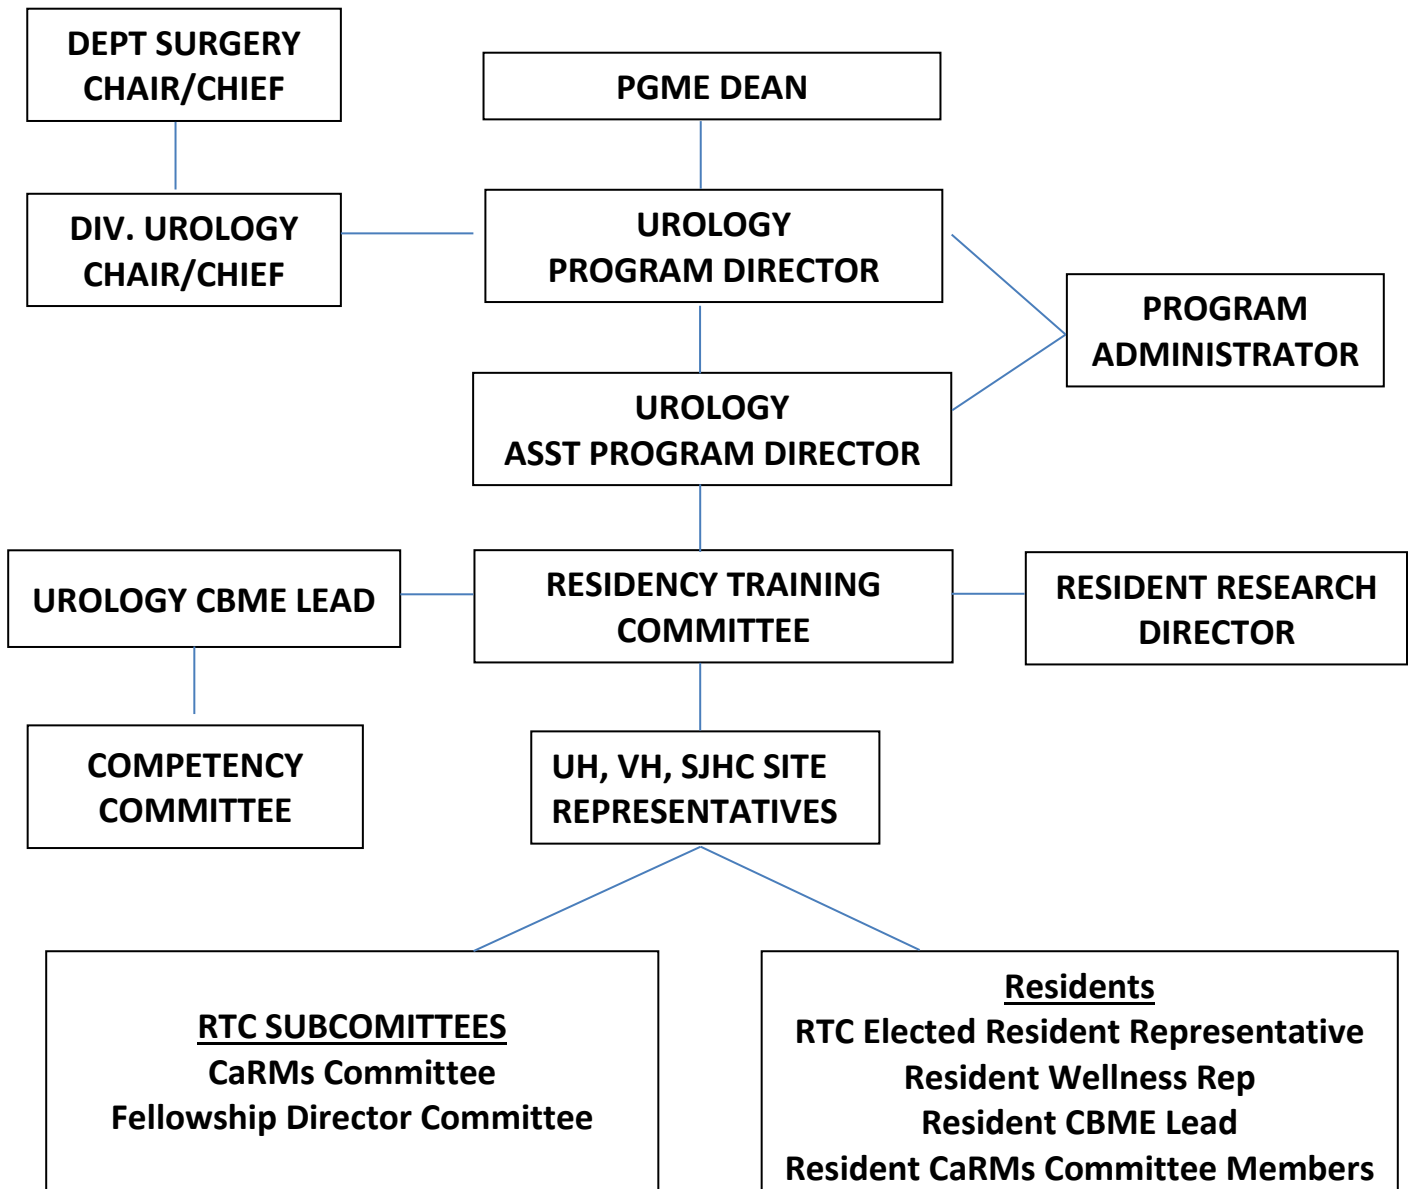 DEPT SURGERY
CHAIR/CHIEF
PGME DEAN
DIV. UROLOGY
CHAIR/CHIEF
UROLOGY
PROGRAM DIRECTOR
PROGRAM
ADMINISTRATOR
UROLOGY
ASST PROGRAM DIRECTOR
UROLOGY CBME LEAD
RESIDENCY TRAINING
COMMITTEE
RESIDENT RESEARCH
DIRECTOR
COMPETENCY
COMMITTEE
UH, VH, SJHC SITE
REPRESENTATIVES
RTC SUBCOMITTEES
CaRMs Committee
Fellowship Director Committee
Residents
RTC Elected Resident Representative
Resident Wellness Rep
Resident CBME Lead
Resident CaRMs Committee Members